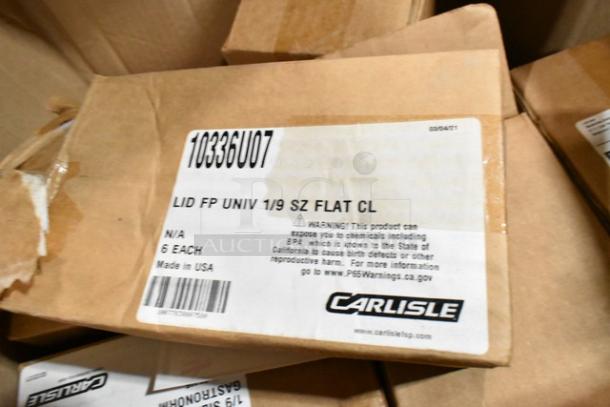 10336U07
03/04/21
LID FP UNIV 1/9 SZ FLAT CL
N/A
6 EACH
Made in USA
WARNING! This product can
expose you to chemicals including
BPA, which is known to the State of
California to cause birth defects or other
reproductive harm. For more information
go to www.P65Warnings.ca.gov
CARLISLE
www.carlislefsp.com
CARLISLE
GASTRONORM